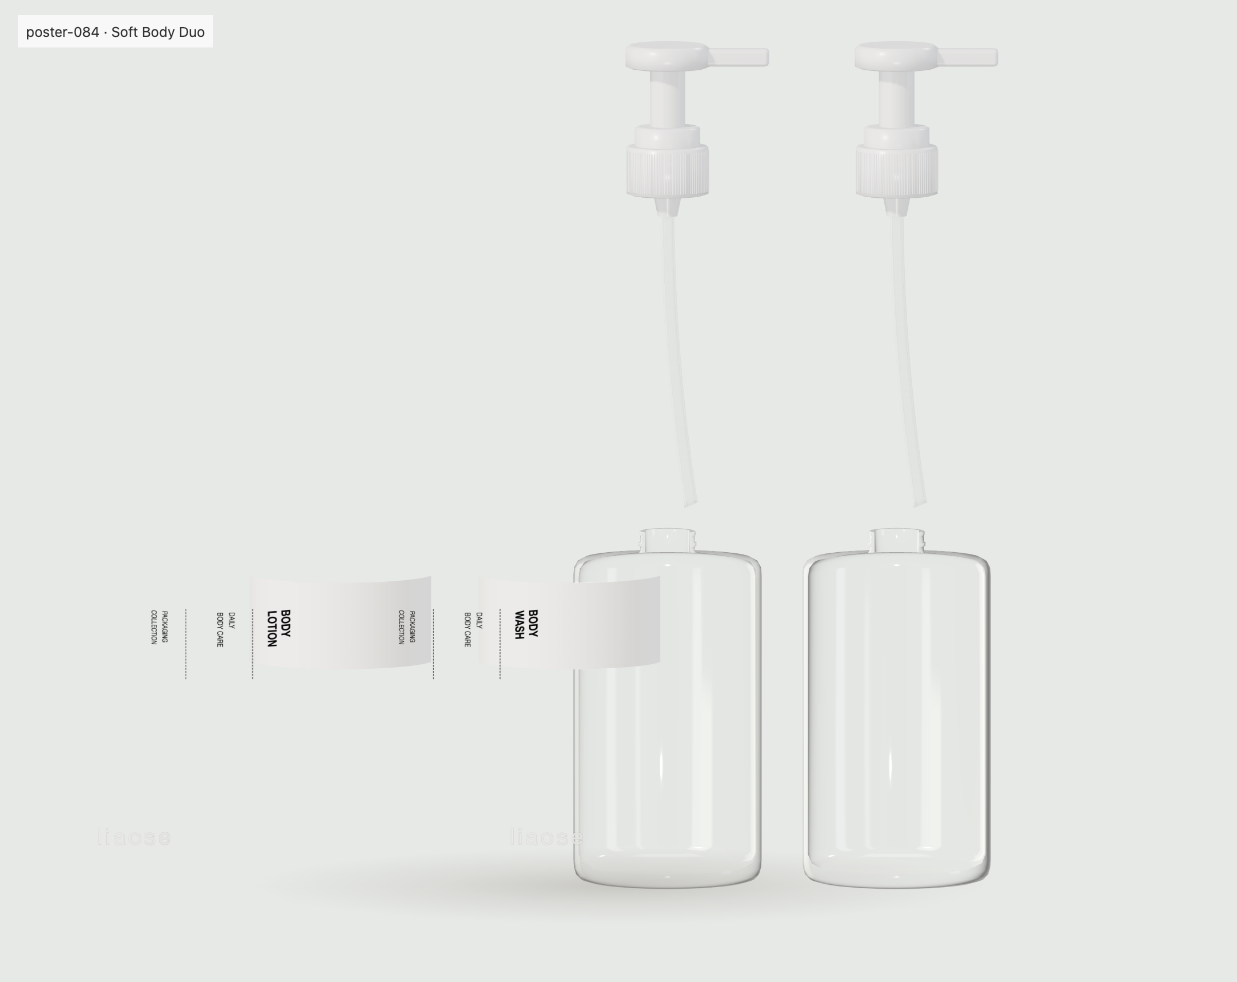 poster-084 · Soft Body Duo
PACKAGING
COLLECTION
DAILY
BODY CARE
BODY
LOTION
PACKAGING
COLLECTION
DAILY
BODY CARE
BODY
WASH